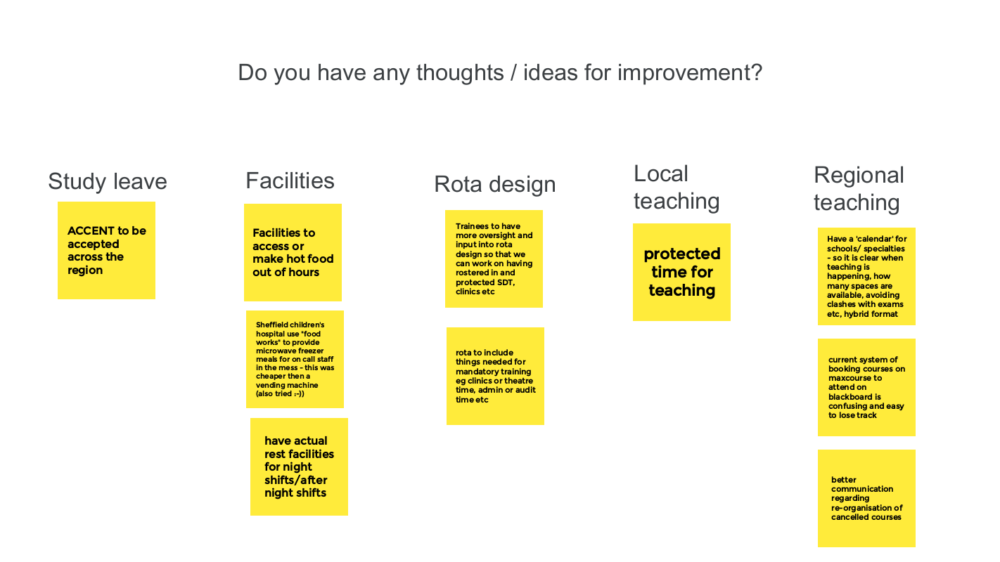 Do you have any thoughts / ideas for improvement?
Study leave
ACCENT to be
accepted
across the
region
Facilities
Facilities to
access or
make hot food
out of hours
Sheffield children's
hospital use "food
works" to provide
microwave freezer
meals for on call staff
in the mess - this was
cheaper then a
vending machine
(also tried :-))
have actual
rest facilities
for night
shifts/after
night shifts
Rota design
Trainees to have
more oversight and
input into rota
design so that we
can work on having
rostered in and
protected SDT,
clinics etc
rota to include
things needed for
mandatory training
eg clinics or theatre
time, admin or audit
time etc
Local
teaching
protected
time for
teaching
Regional
teaching
Have a 'calendar' for
schools/ specialties
- so it is clear when
teaching is
happening, how
many spaces are
available, avoiding
clashes with exams
etc, hybrid format
current system of
booking courses on
maxcourse to
attend on
blackboard is
confusing and easy
to lose track
better
communication
regarding
re-organisation of
cancelled courses